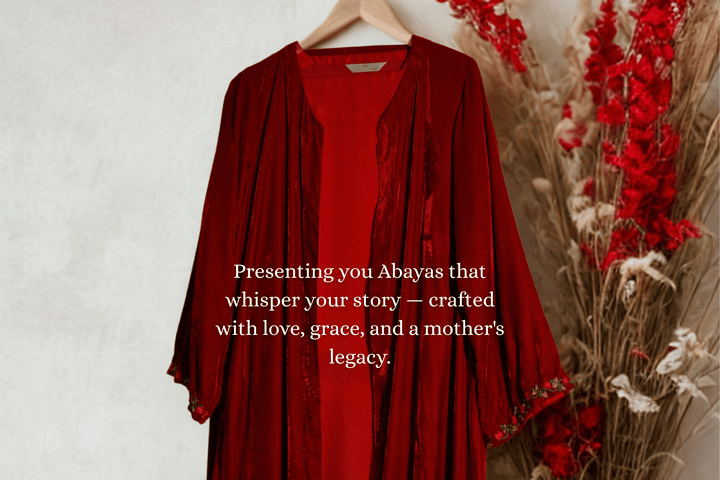 Presenting you Abayas that
whisper your story — crafted
with love, grace, and a mother's
legacy.